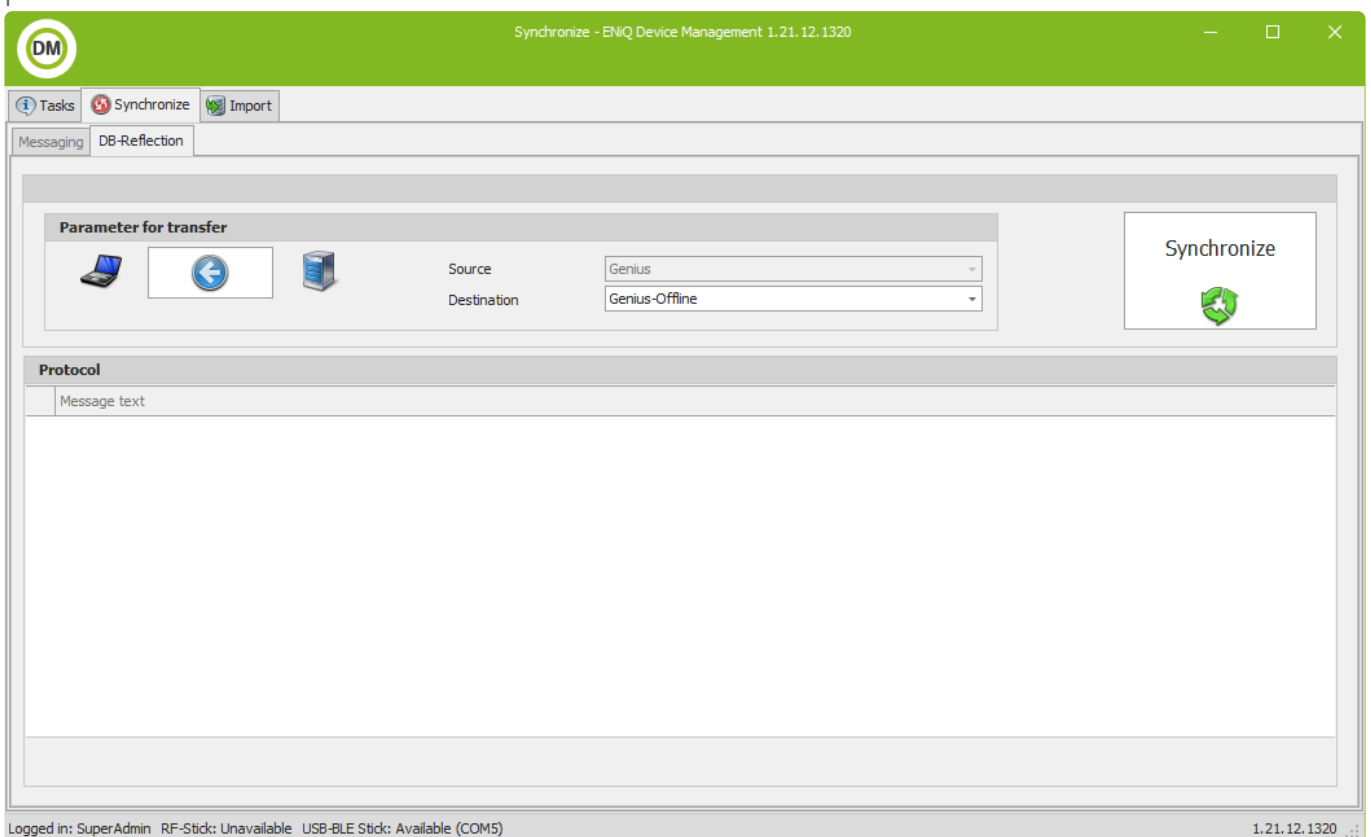 Synchronize - ENiQ Device Management 1.21.12.1320
DM
Tasks Synchronize Import
Messaging DB-Reflection
Parameter for transfer
Synchronize
Source Genius
Destination Genius-Offline
Protocol
Message text
Logged in: SuperAdmin RF-Stick: Unavailable USB-BLE Stick: Available (COM5) 1.21.12.1320